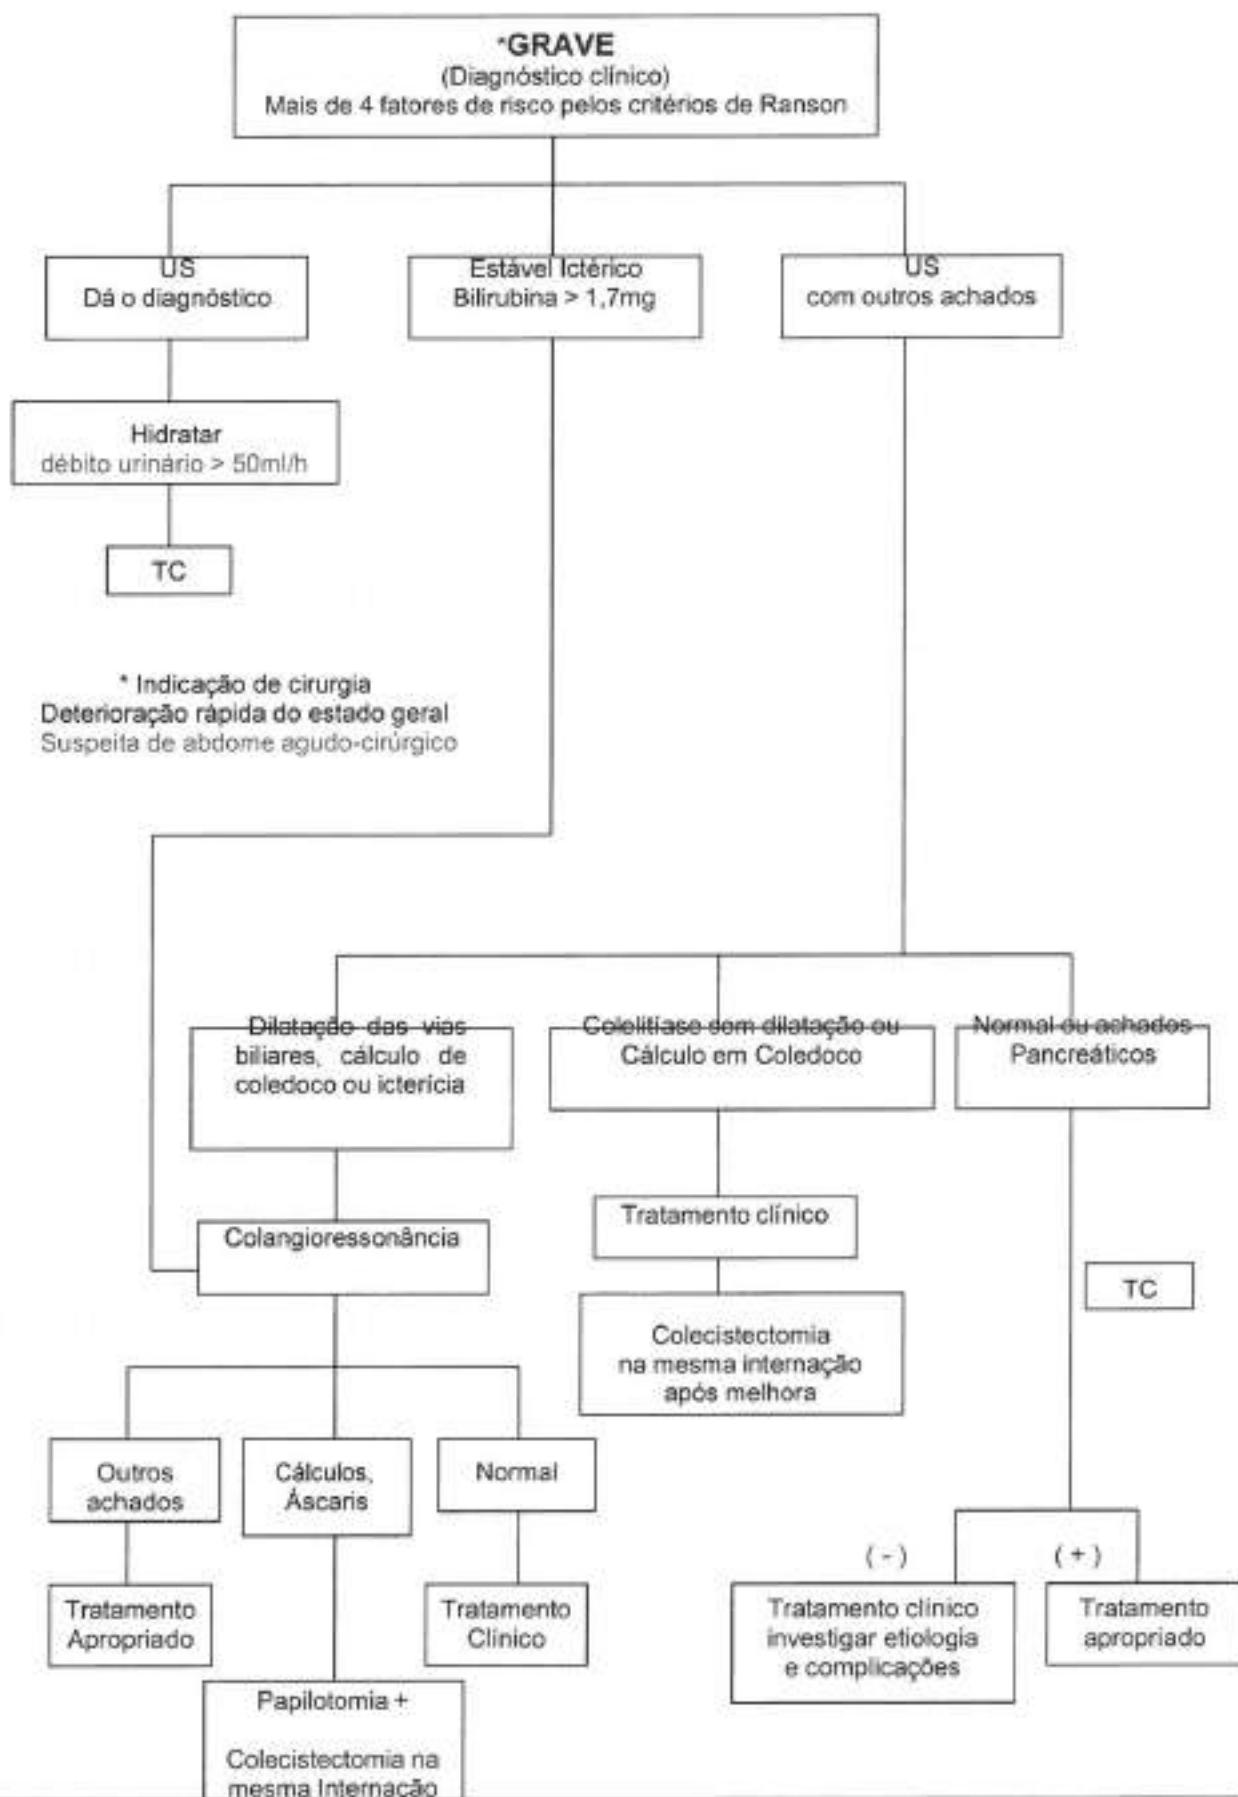 *GRAVE
(Diagnóstico clínico)
Mais de 4 fatores de risco pelos critérios de Ranson
US
Dá o diagnóstico
Estável Ictérico
Bilirubina > 1,7mg
US
com outros achados
Hidratar
débito urinário > 50ml/h
TC
* Indicação de cirurgia
Deterioração rápida do estado geral
Suspeita de abdome agudo-cirúrgico
Dilatação das vias
biliares, cálculo de
coledoco ou icterícia
Colelitíase sem dilatação ou
Cálculo em Coledoco
Normal ou achados
Pancreáticos
Colangioressonância
Tratamento clínico
TC
Colecistectomia
na mesma internação
após melhora
Outros
achados
Cálculos,
Áscaris
Normal
( - )
( + )
Tratamento
Apropriado
Tratamento
Clínico
Tratamento clínico
investigar etiologia
e complicações
Tratamento
apropriado
Papilotomia +
Colecistectomia na
mesma Internação